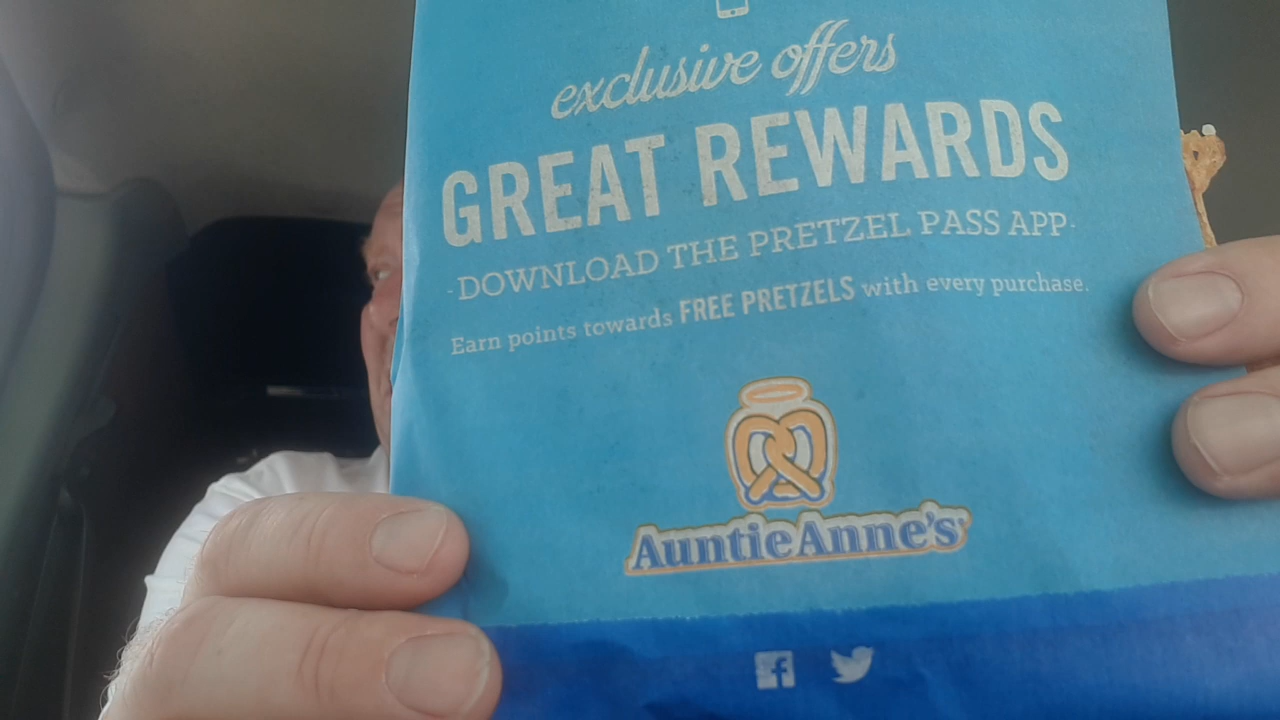 exclusive offers
GREAT REWARDS
-DOWNLOAD THE PRETZEL PASS APP-
Earn points towards FREE PRETZELS with every purchase.
AuntieAnne's